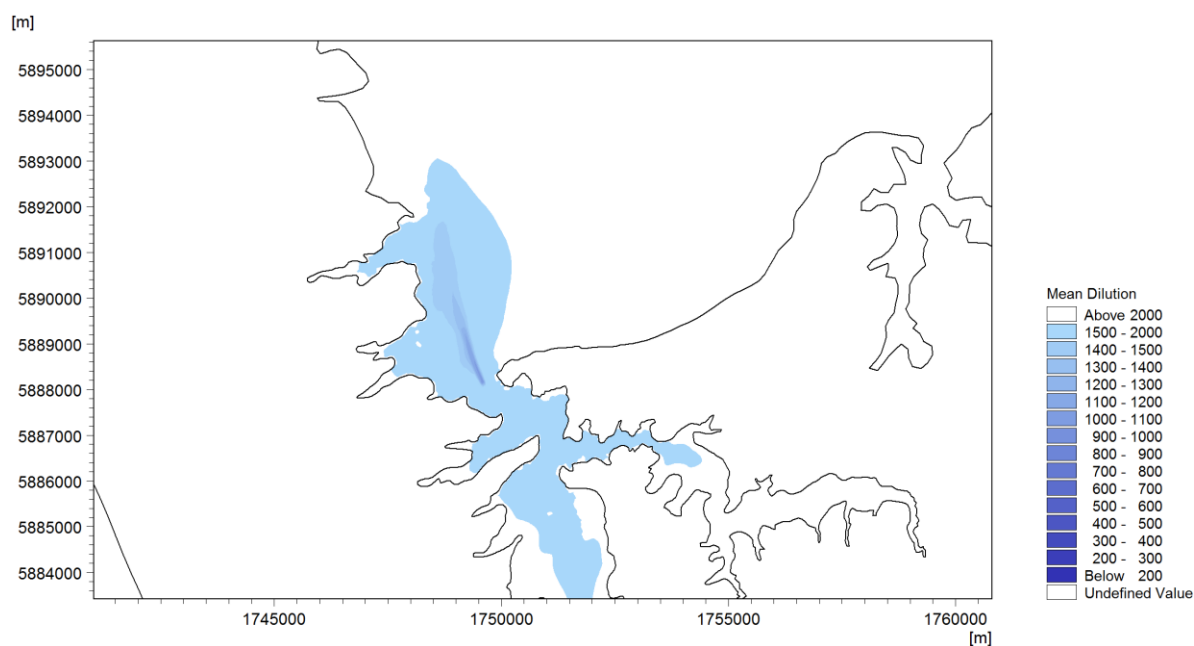 [m]
5895000
5894000
5893000
5892000
5891000
5890000
5889000
5888000
5887000
5886000
5885000
5884000
1745000 1750000 1755000 1760000
[m]
Mean Dilution
Above 2000
1500 - 2000
1400 - 1500
1300 - 1400
1200 - 1300
1100 - 1200
1000 - 1100
900 - 1000
800 - 900
700 - 800
600 - 700
500 - 600
400 - 500
300 - 400
200 - 300
Below 200
Undefined Value